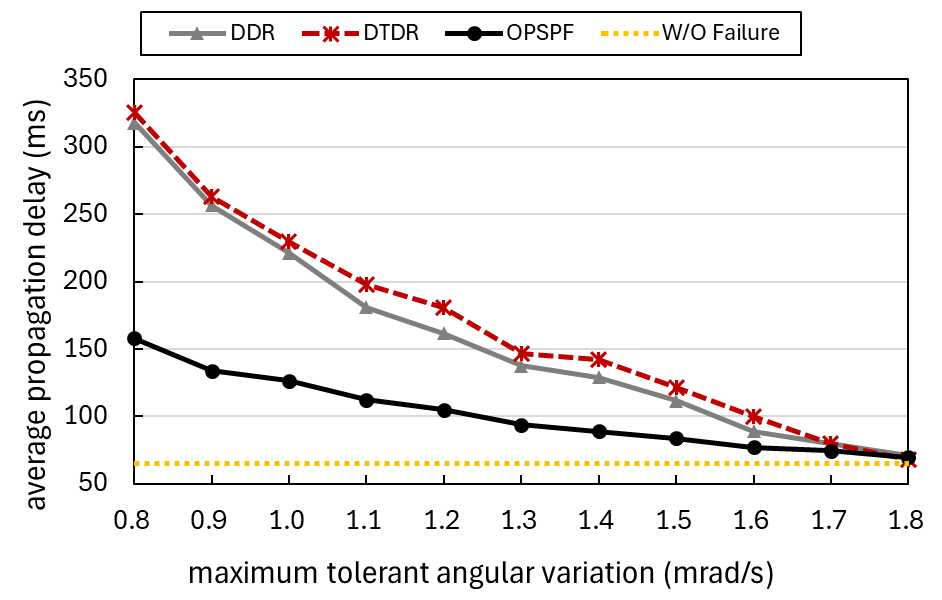 DDR DTDR OPSPF W/O Failure
average propagation delay (ms)
350
300
250
200
150
100
50
0.8 0.9 1.0 1.1 1.2 1.3 1.4 1.5 1.6 1.7 1.8
maximum tolerant angular variation (mrad/s)